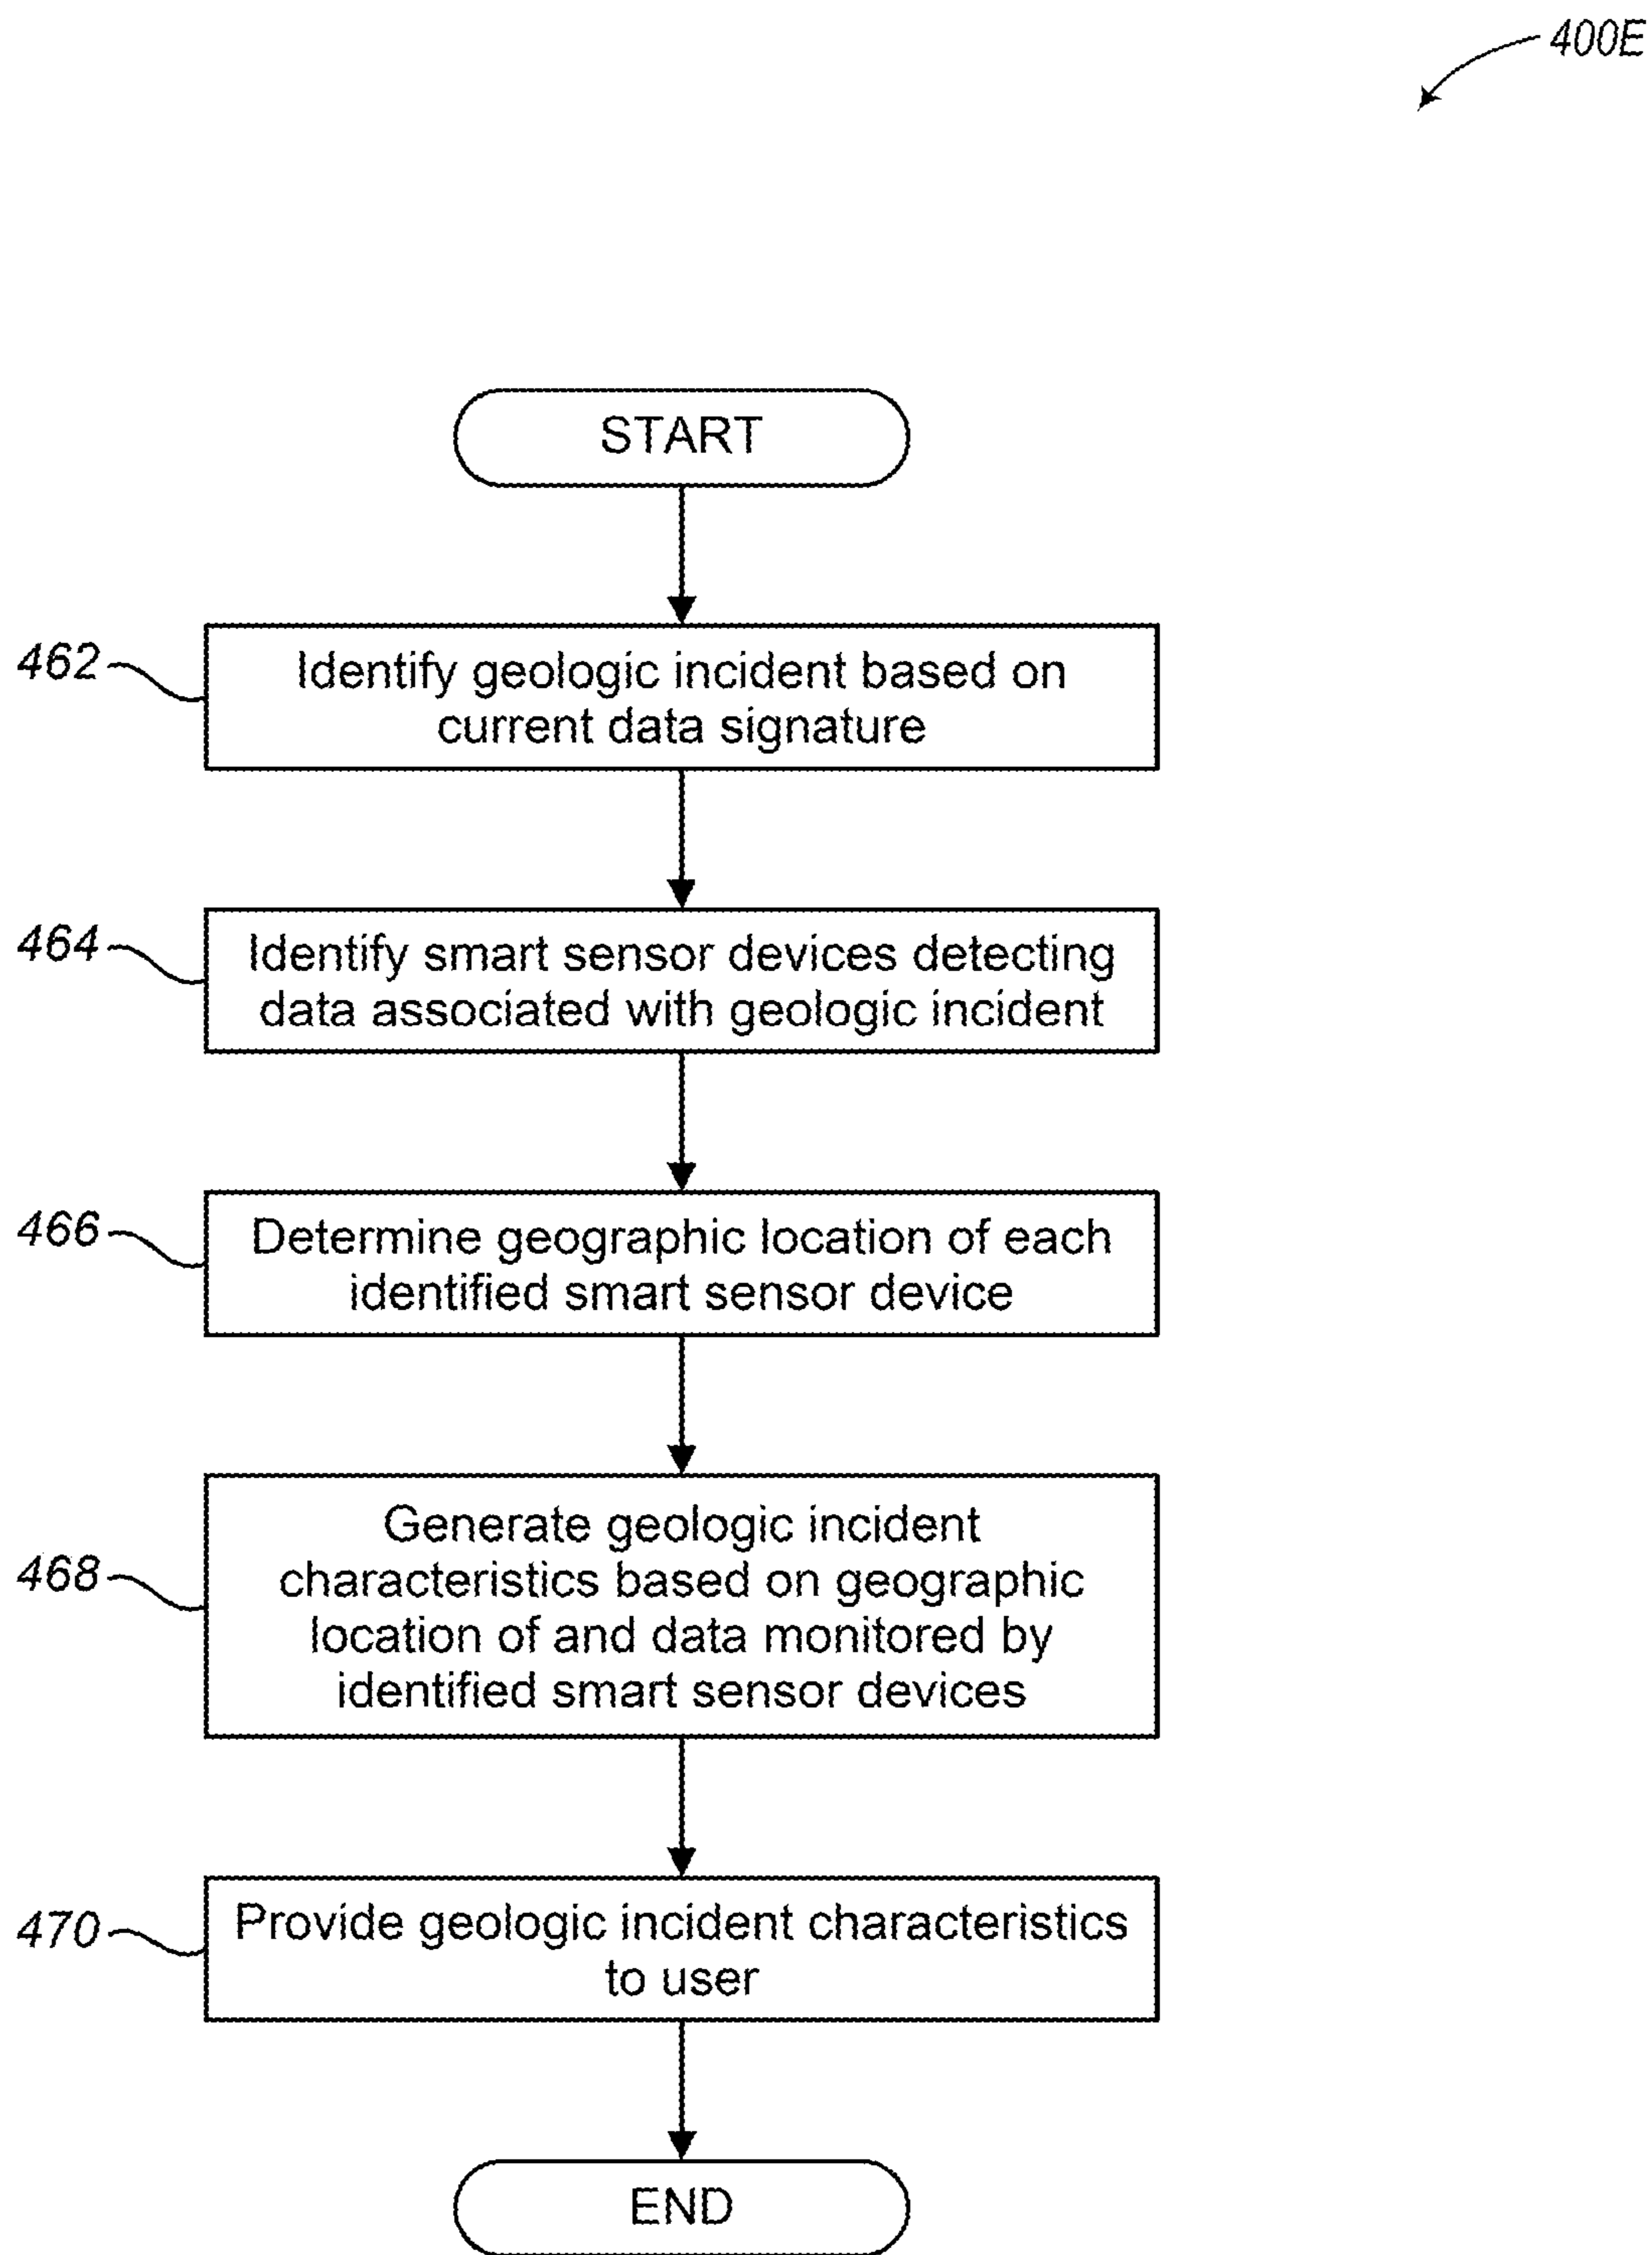 400E
START
462
Identify geologic incident based on
current data signature
464
Identify smart sensor devices detecting
data associated with geologic incident
466
Determine geographic location of each
identified smart sensor device
468
Generate geologic incident
characteristics based on geographic
location of and data monitored by
identified smart sensor devices
470
Provide geologic incident characteristics
to user
END